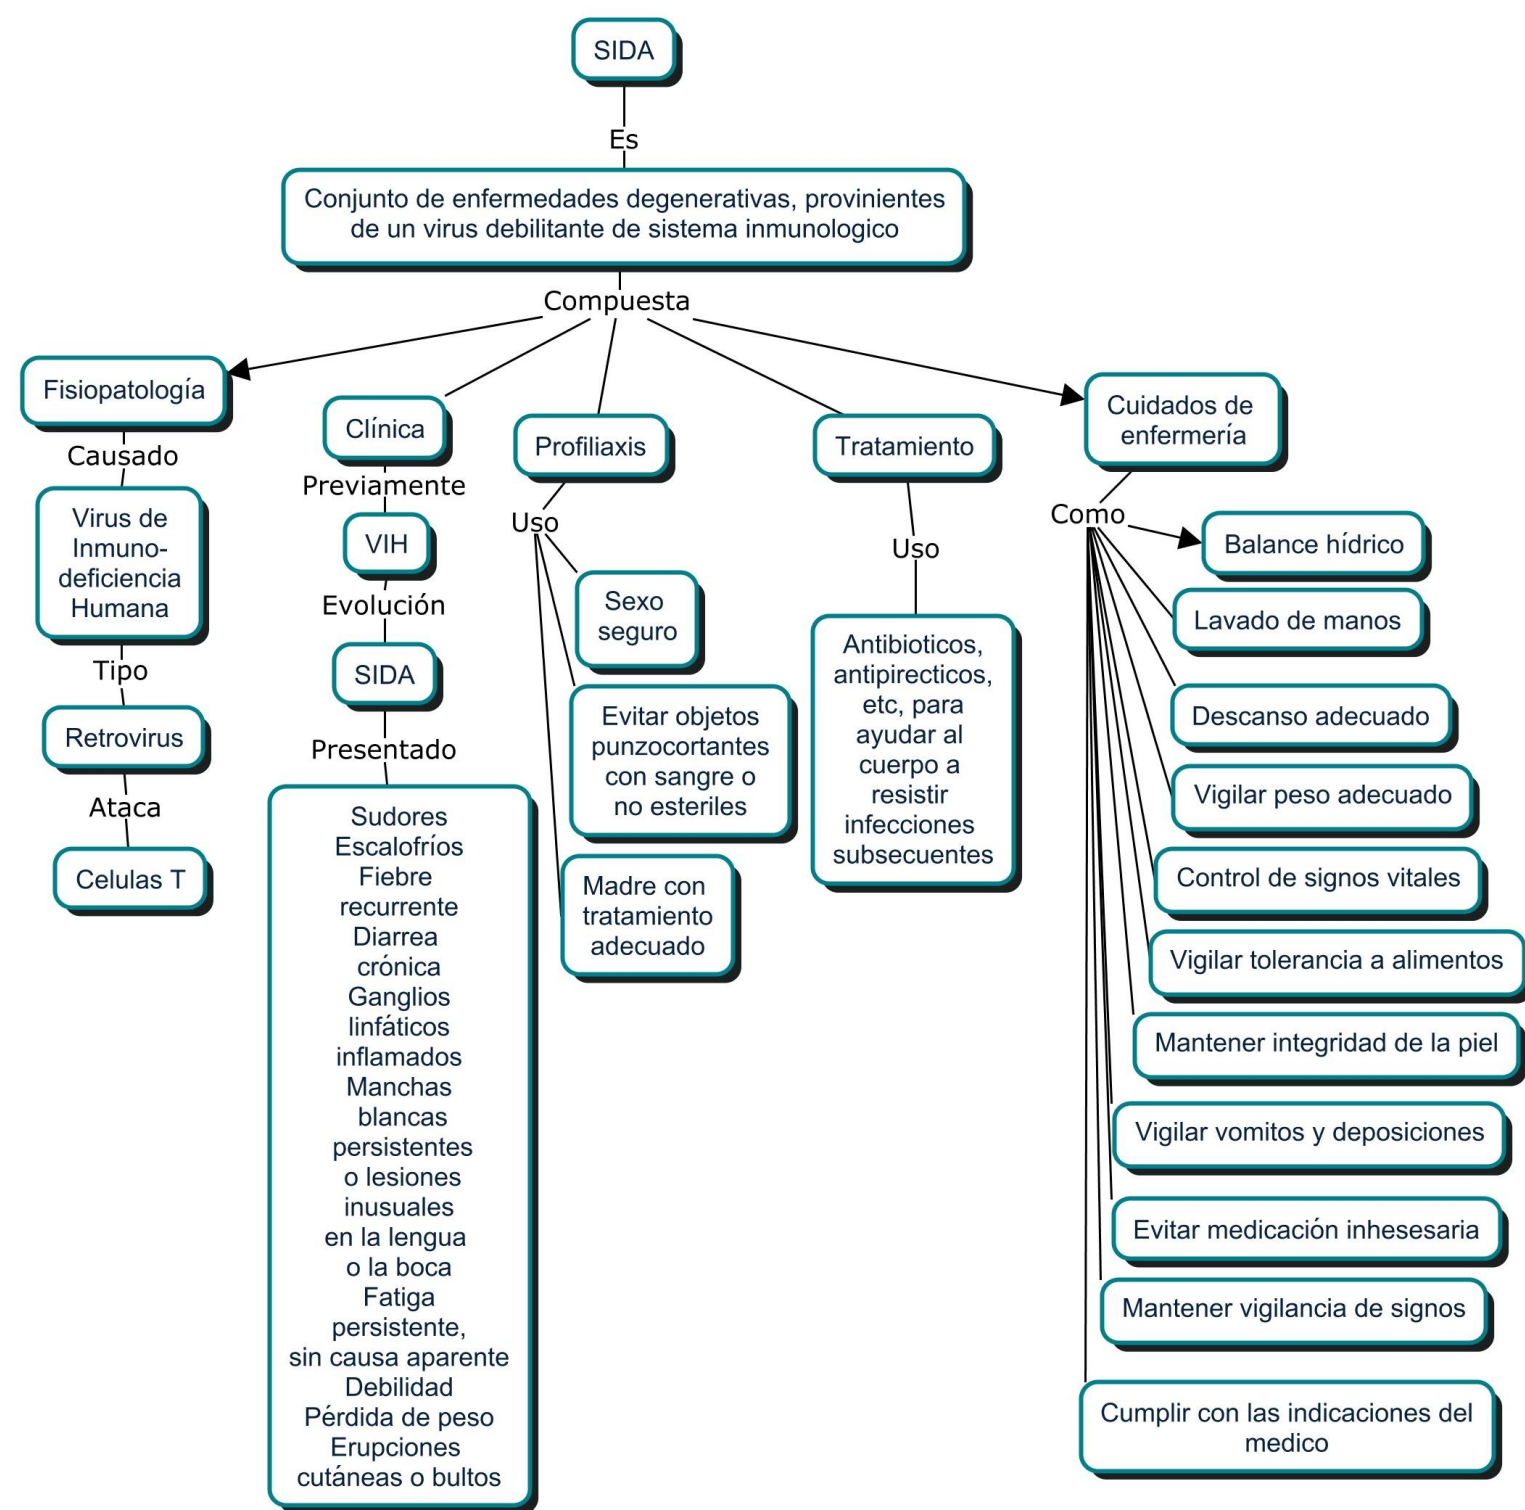 SIDA
Es
Conjunto de enfermedades degenerativas, provinientes
de un virus debilitante de sistema inmunologico
Compuesta
Fisiopatología
Causado
Virus de
Inmuno-
deficiencia
Humana
Tipo
Retrovirus
Ataca
Celulas T
Clínica
Previamente
VIH
Evolución
SIDA
Presentado
Sudores
Escalofríos
Fiebre
recurrente
Diarrea
crónica
Ganglios
linfáticos
inflamados
Manchas
blancas
persistentes
o lesiones
inusuales
en la lengua
o la boca
Fatiga
persistente,
sin causa aparente
Debilidad
Pérdida de peso
Erupciones
cutáneas o bultos
Profiliaxis
Uso
Sexo
seguro
Evitar objetos
punzocortantes
con sangre o
no esteriles
Madre con
tratamiento
adecuado
Tratamiento
Uso
Antibioticos,
antipirecticos,
etc, para
ayudar al
cuerpo a
resistir
infecciones
subsecuentes
Cuidados de
enfermería
Como
Balance hídrico
Lavado de manos
Descanso adecuado
Vigilar peso adecuado
Control de signos vitales
Vigilar tolerancia a alimentos
Mantener integridad de la piel
Vigilar vomitos y deposiciones
Evitar medicación inhesesaria
Mantener vigilancia de signos
Cumplir con las indicaciones del
medico